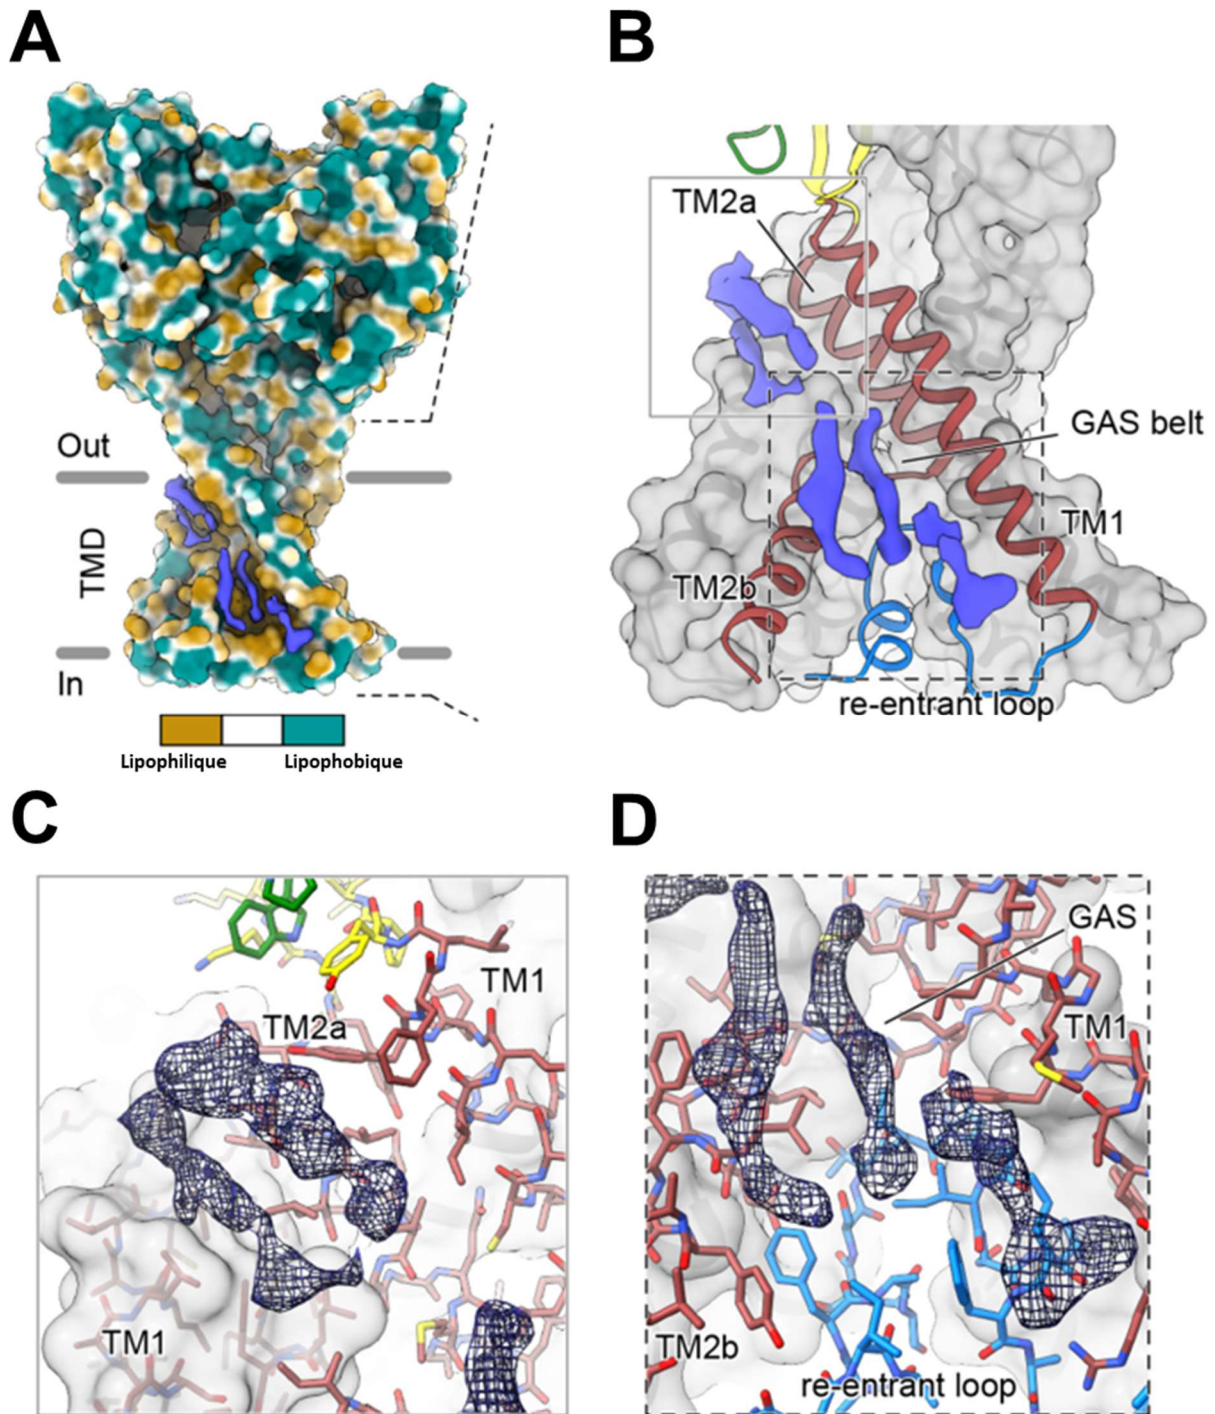 A
Out
TMD
In
Lipophilique
Lipophobique
B
TM2a
GAS belt
TM1
TM2b
re-entrant loop
C
TM1
TM2a
TM1
D
GAS
TM1
TM2b
re-entrant loop